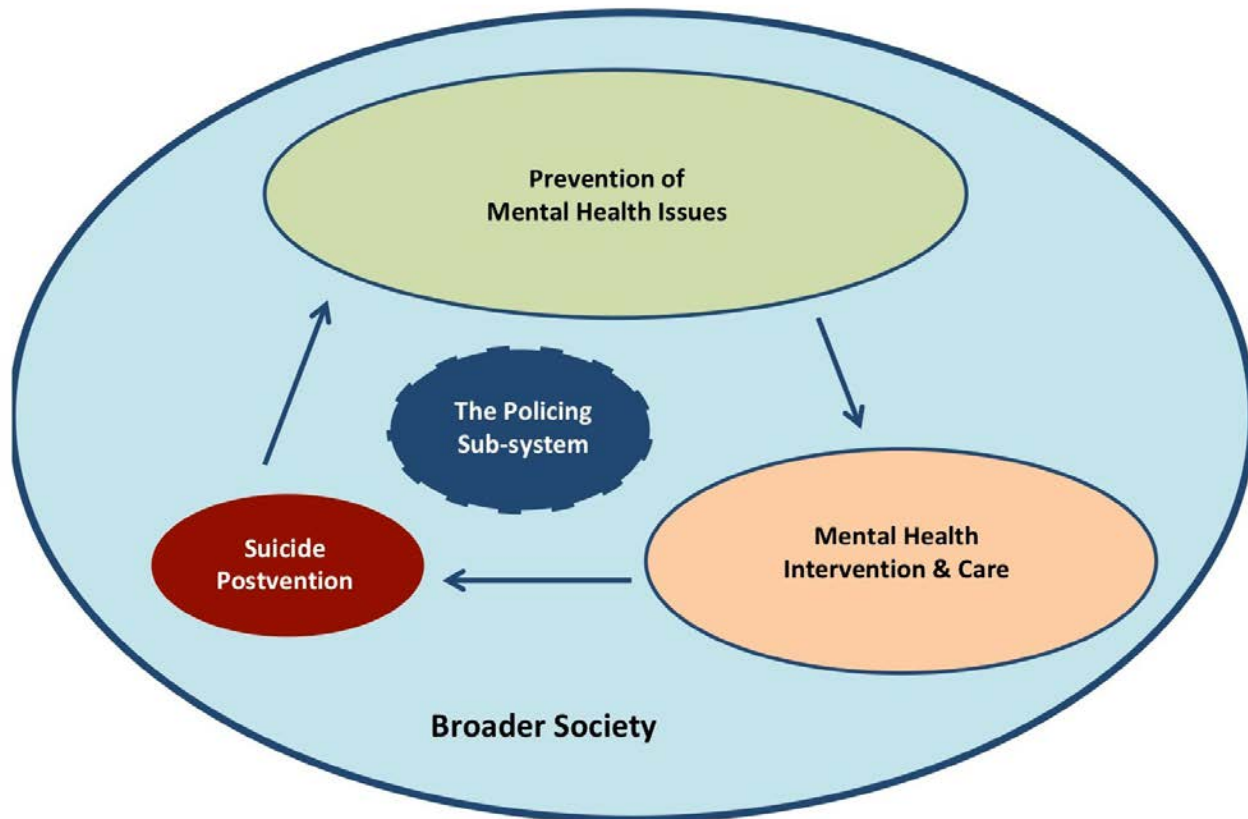 Prevention of
Mental Health Issues
The Policing
Sub-system
Suicide
Postvention
Mental Health
Intervention & Care
Broader Society